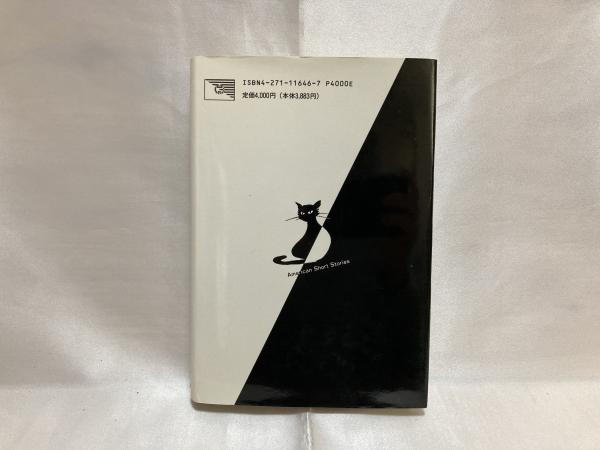 ISBN4-271-11646-7 P4000E
定価4,000円(本体3,883円)
American Short Stories